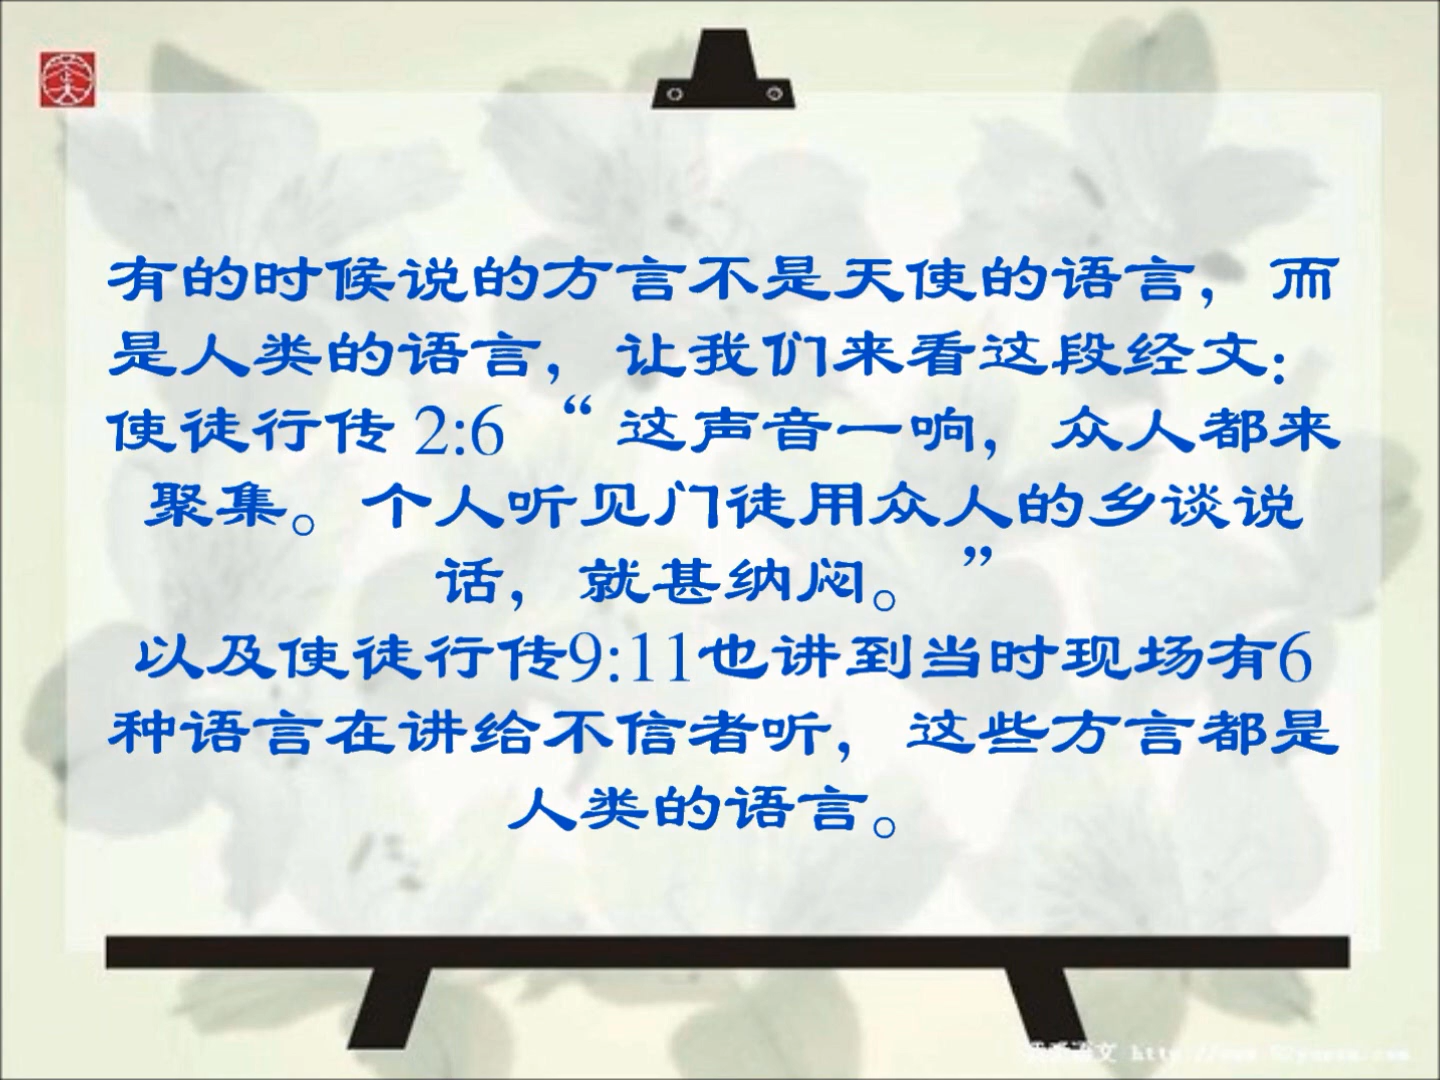 有的时候说的方言不是天使的语言，而
是人类的语言，让我们来看这段经文：
使徒行传 2:6 “ 这声音一响，众人都来
聚集。个人听见门徒用众人的乡谈说
话，就甚纳闷。 ”
以及使徒行传9:11也讲到当时现场有6
种语言在讲给不信者听，这些方言都是
人类的语言。